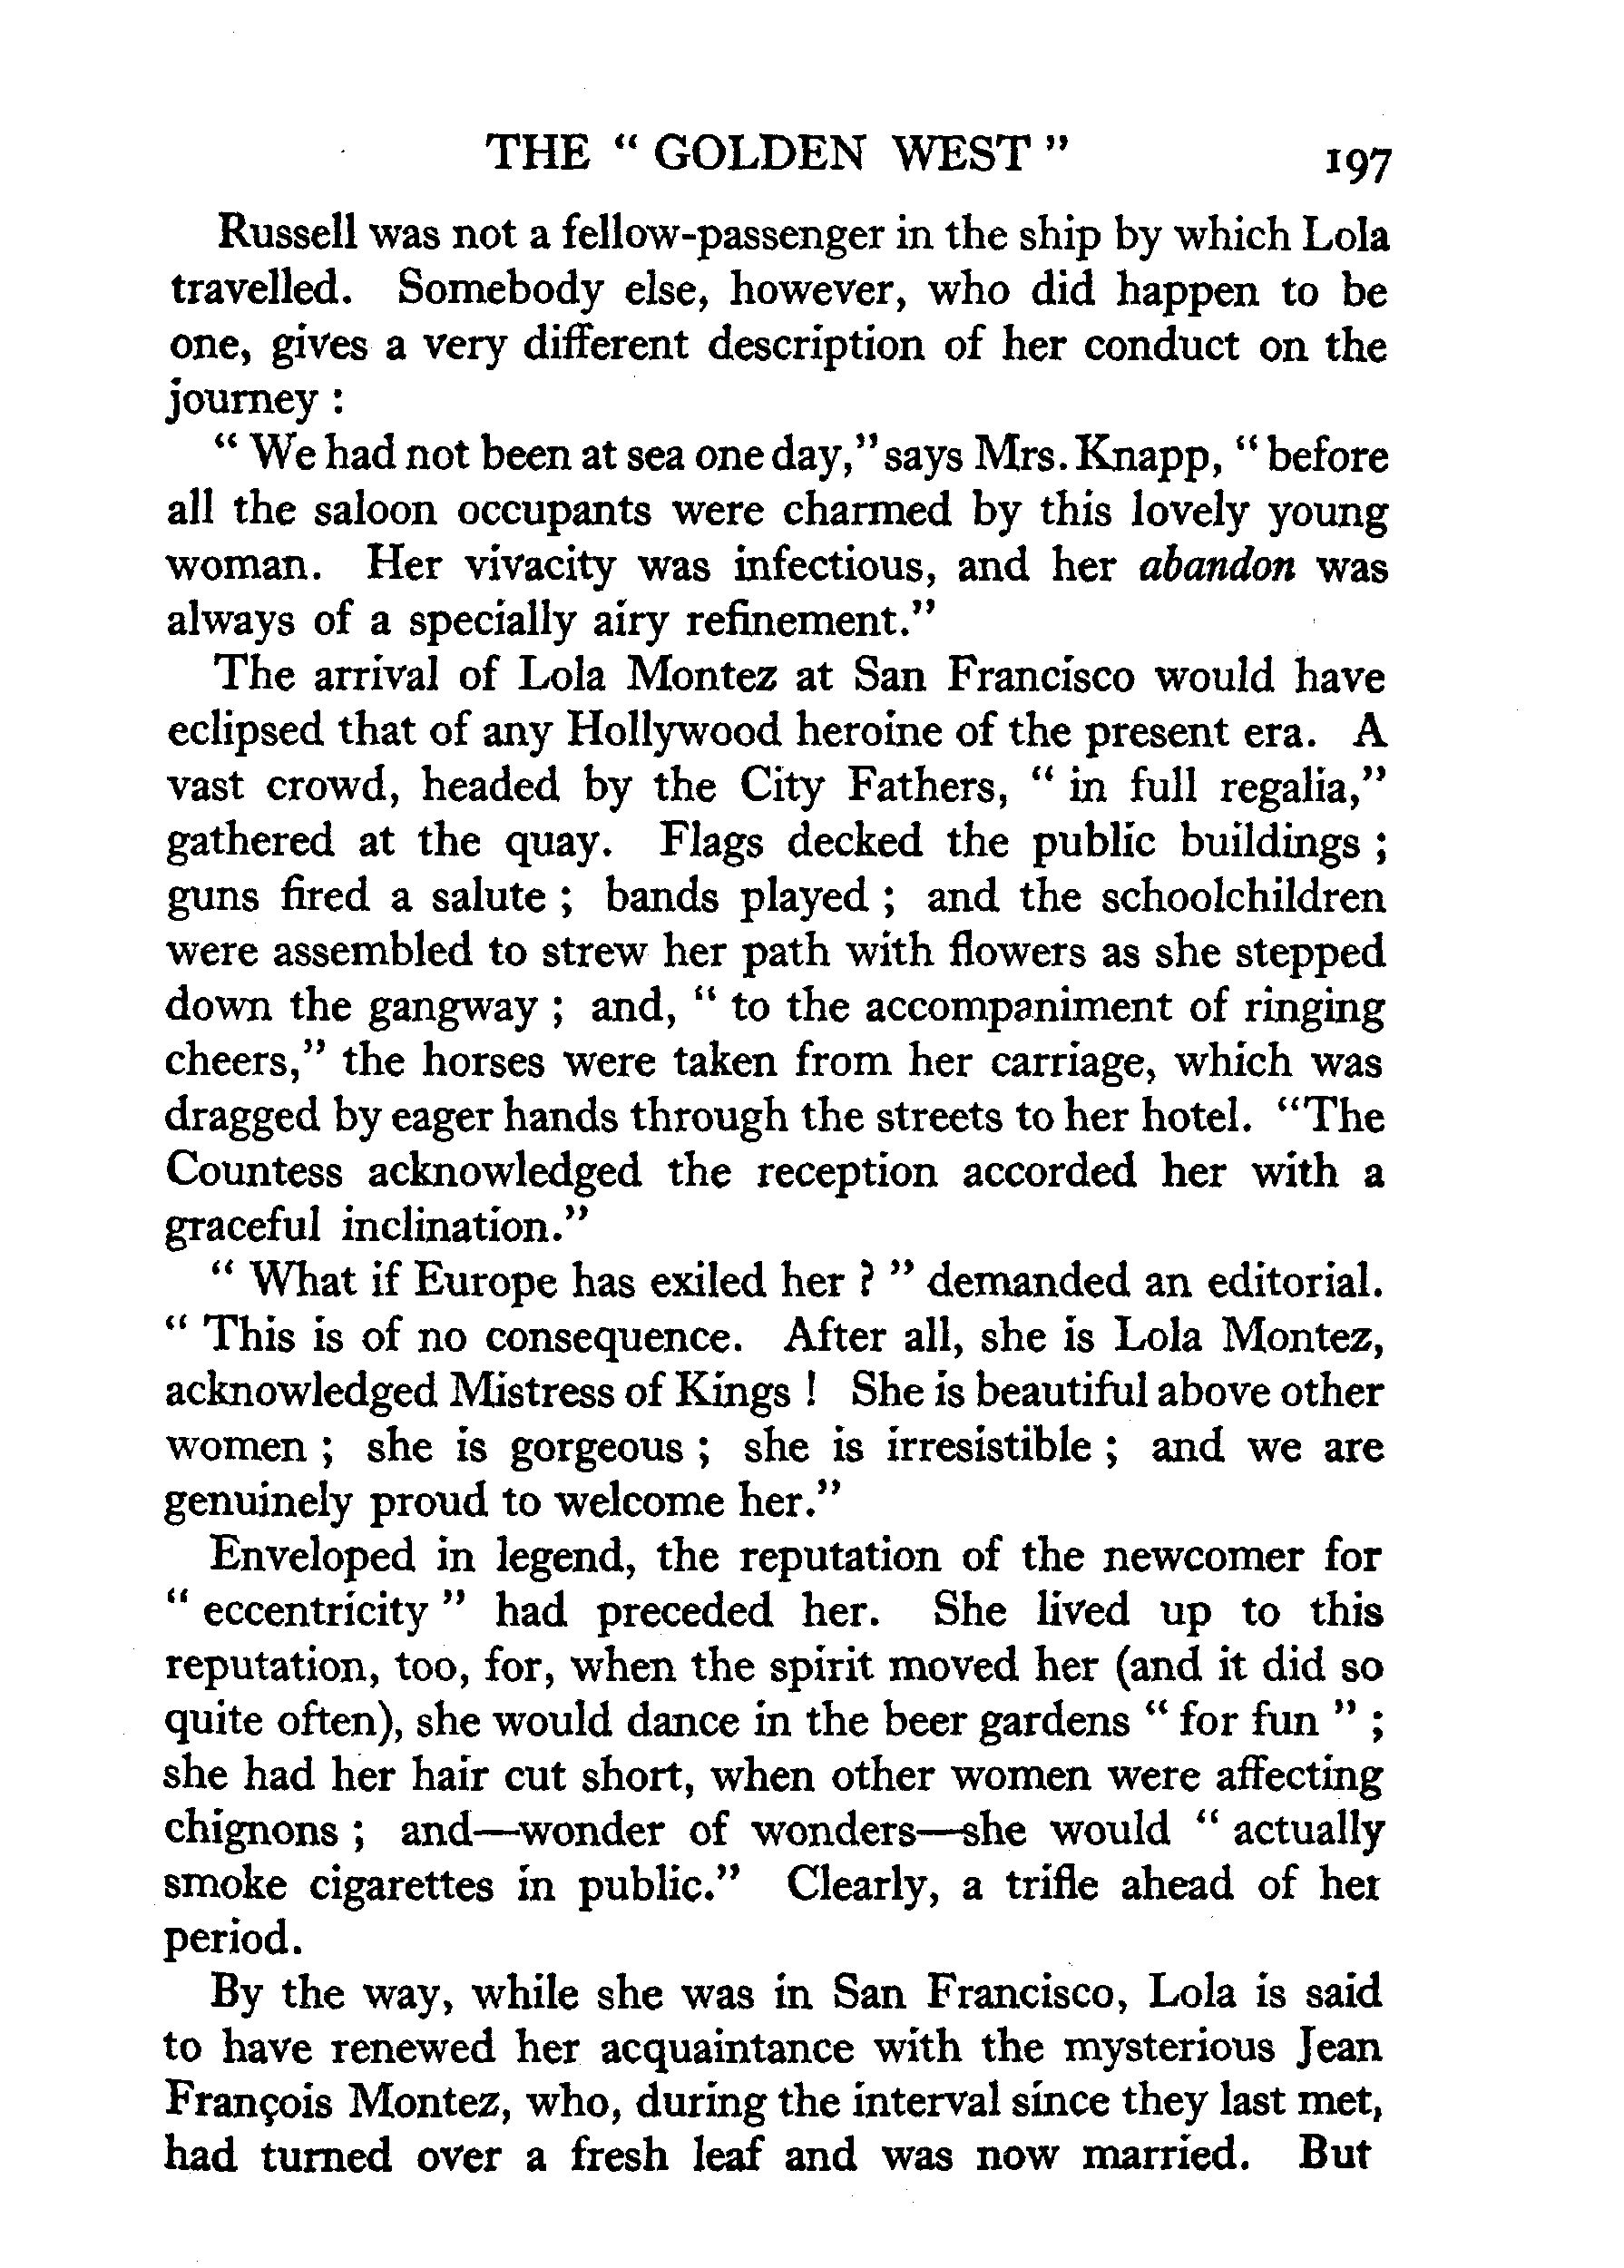 THE " GOLDEN WEST " 197
Russell was not a fellow-passenger in the ship by which Lola
travelled. Somebody else, however, who did happen to be
one, gives a very different description of her conduct on the
journey :
" We had not been at sea one day," says Mrs. Knapp, " before
all the saloon occupants were charmed by this lovely young
woman. Her vivacity was infectious, and her abandon was
always of a specially airy refinement."
The arrival of Lola Montez at San Francisco would have
eclipsed that of any Hollywood heroine of the present era. A
vast crowd, headed by the City Fathers, " in full regalia,"
gathered at the quay. Flags decked the public buildings ;
guns fired a salute ; bands played ; and the schoolchildren
were assembled to strew her path with flowers as she stepped
down the gangway ; and, " to the accompaniment of ringing
cheers," the horses were taken from her carriage, which was
dragged by eager hands through the streets to her hotel. "The
Countess acknowledged the reception accorded her with a
graceful inclination."
" What if Europe has exiled her ? " demanded an editorial.
" This is of no consequence. After all, she is Lola Montez,
acknowledged Mistress of Kings ! She is beautiful above other
women ; she is gorgeous ; she is irresistible ; and we are
genuinely proud to welcome her."
Enveloped in legend, the reputation of the newcomer for
" eccentricity " had preceded her. She lived up to this
reputation, too, for, when the spirit moved her (and it did so
quite often), she would dance in the beer gardens " for fun " ;
she had her hair cut short, when other women were affecting
chignons ; and—wonder of wonders—she would " actually
smoke cigarettes in public." Clearly, a trifle ahead of her
period.
By the way, while she was in San Francisco, Lola is said
to have renewed her acquaintance with the mysterious Jean
François Montez, who, during the interval since they last met,
had turned over a fresh leaf and was now married. But